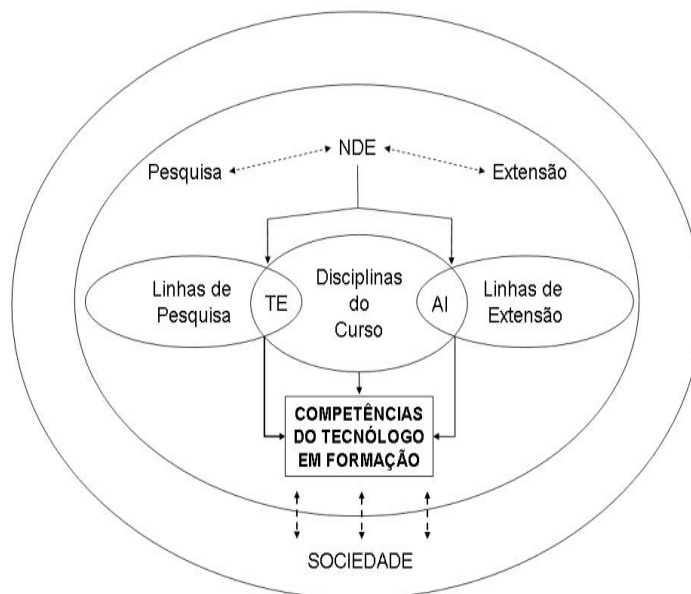 NDE
Pesquisa
Extensão
Linhas de
Pesquisa
TE
Disciplinas
do
Curso
AI
Linhas de
Extensão
COMPETÊNCIAS
DO TECNÓLOGO
EM FORMAÇÃO
SOCIEDADE